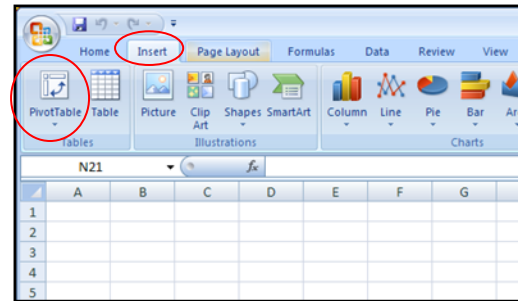 Home Insert Page Layout Formulas Data Review View
PivotTable Table Picture Clip Art Shapes SmartArt Column Line Pie Bar
Tables Illustrations Charts
N21 fx
A B C D E F G
1
2
3
4
5